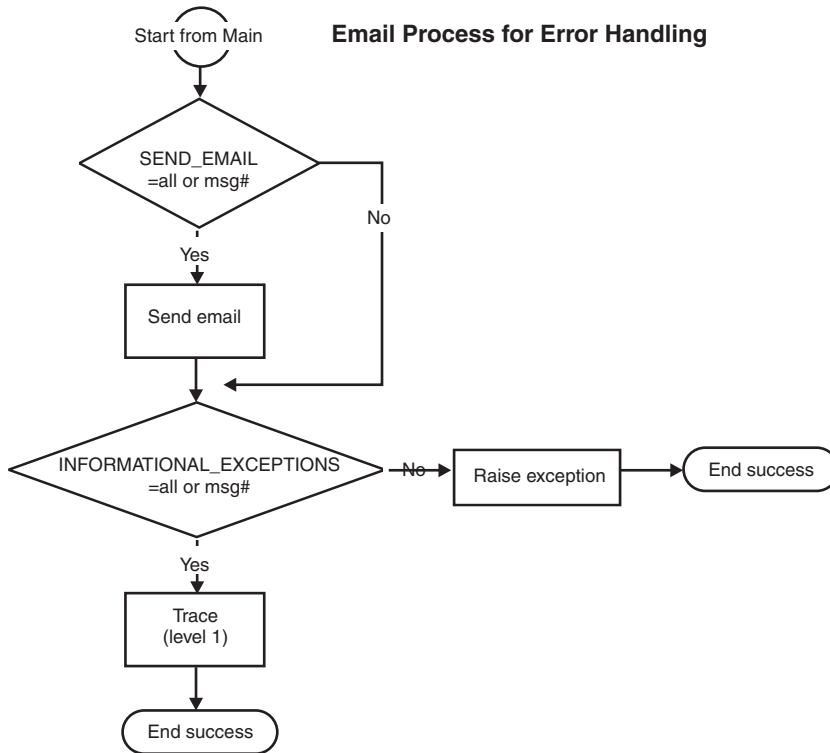 Start from Main
Email Process for Error Handling
SEND_EMAIL
=all or msg#
No
Yes
Send email
INFORMATIONAL_EXCEPTIONS
=all or msg#
No
Raise exception
End success
Yes
Trace
(level 1)
End success